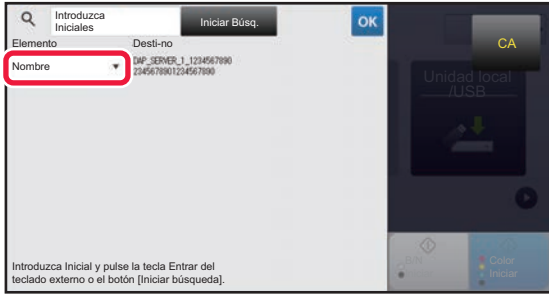 Introduzca
Iniciales
Iniciar Búsq.
OK
CA
Elemento
Desti-no
Nombre
DAP_SERVER_1_1234567890
2345678901234567890
Unidad local
/USB
B/N
Iniciar
Color
Iniciar
Introduzca Inicial y pulse la tecla Entrar del
teclado externo o el botón [Iniciar búsqueda].